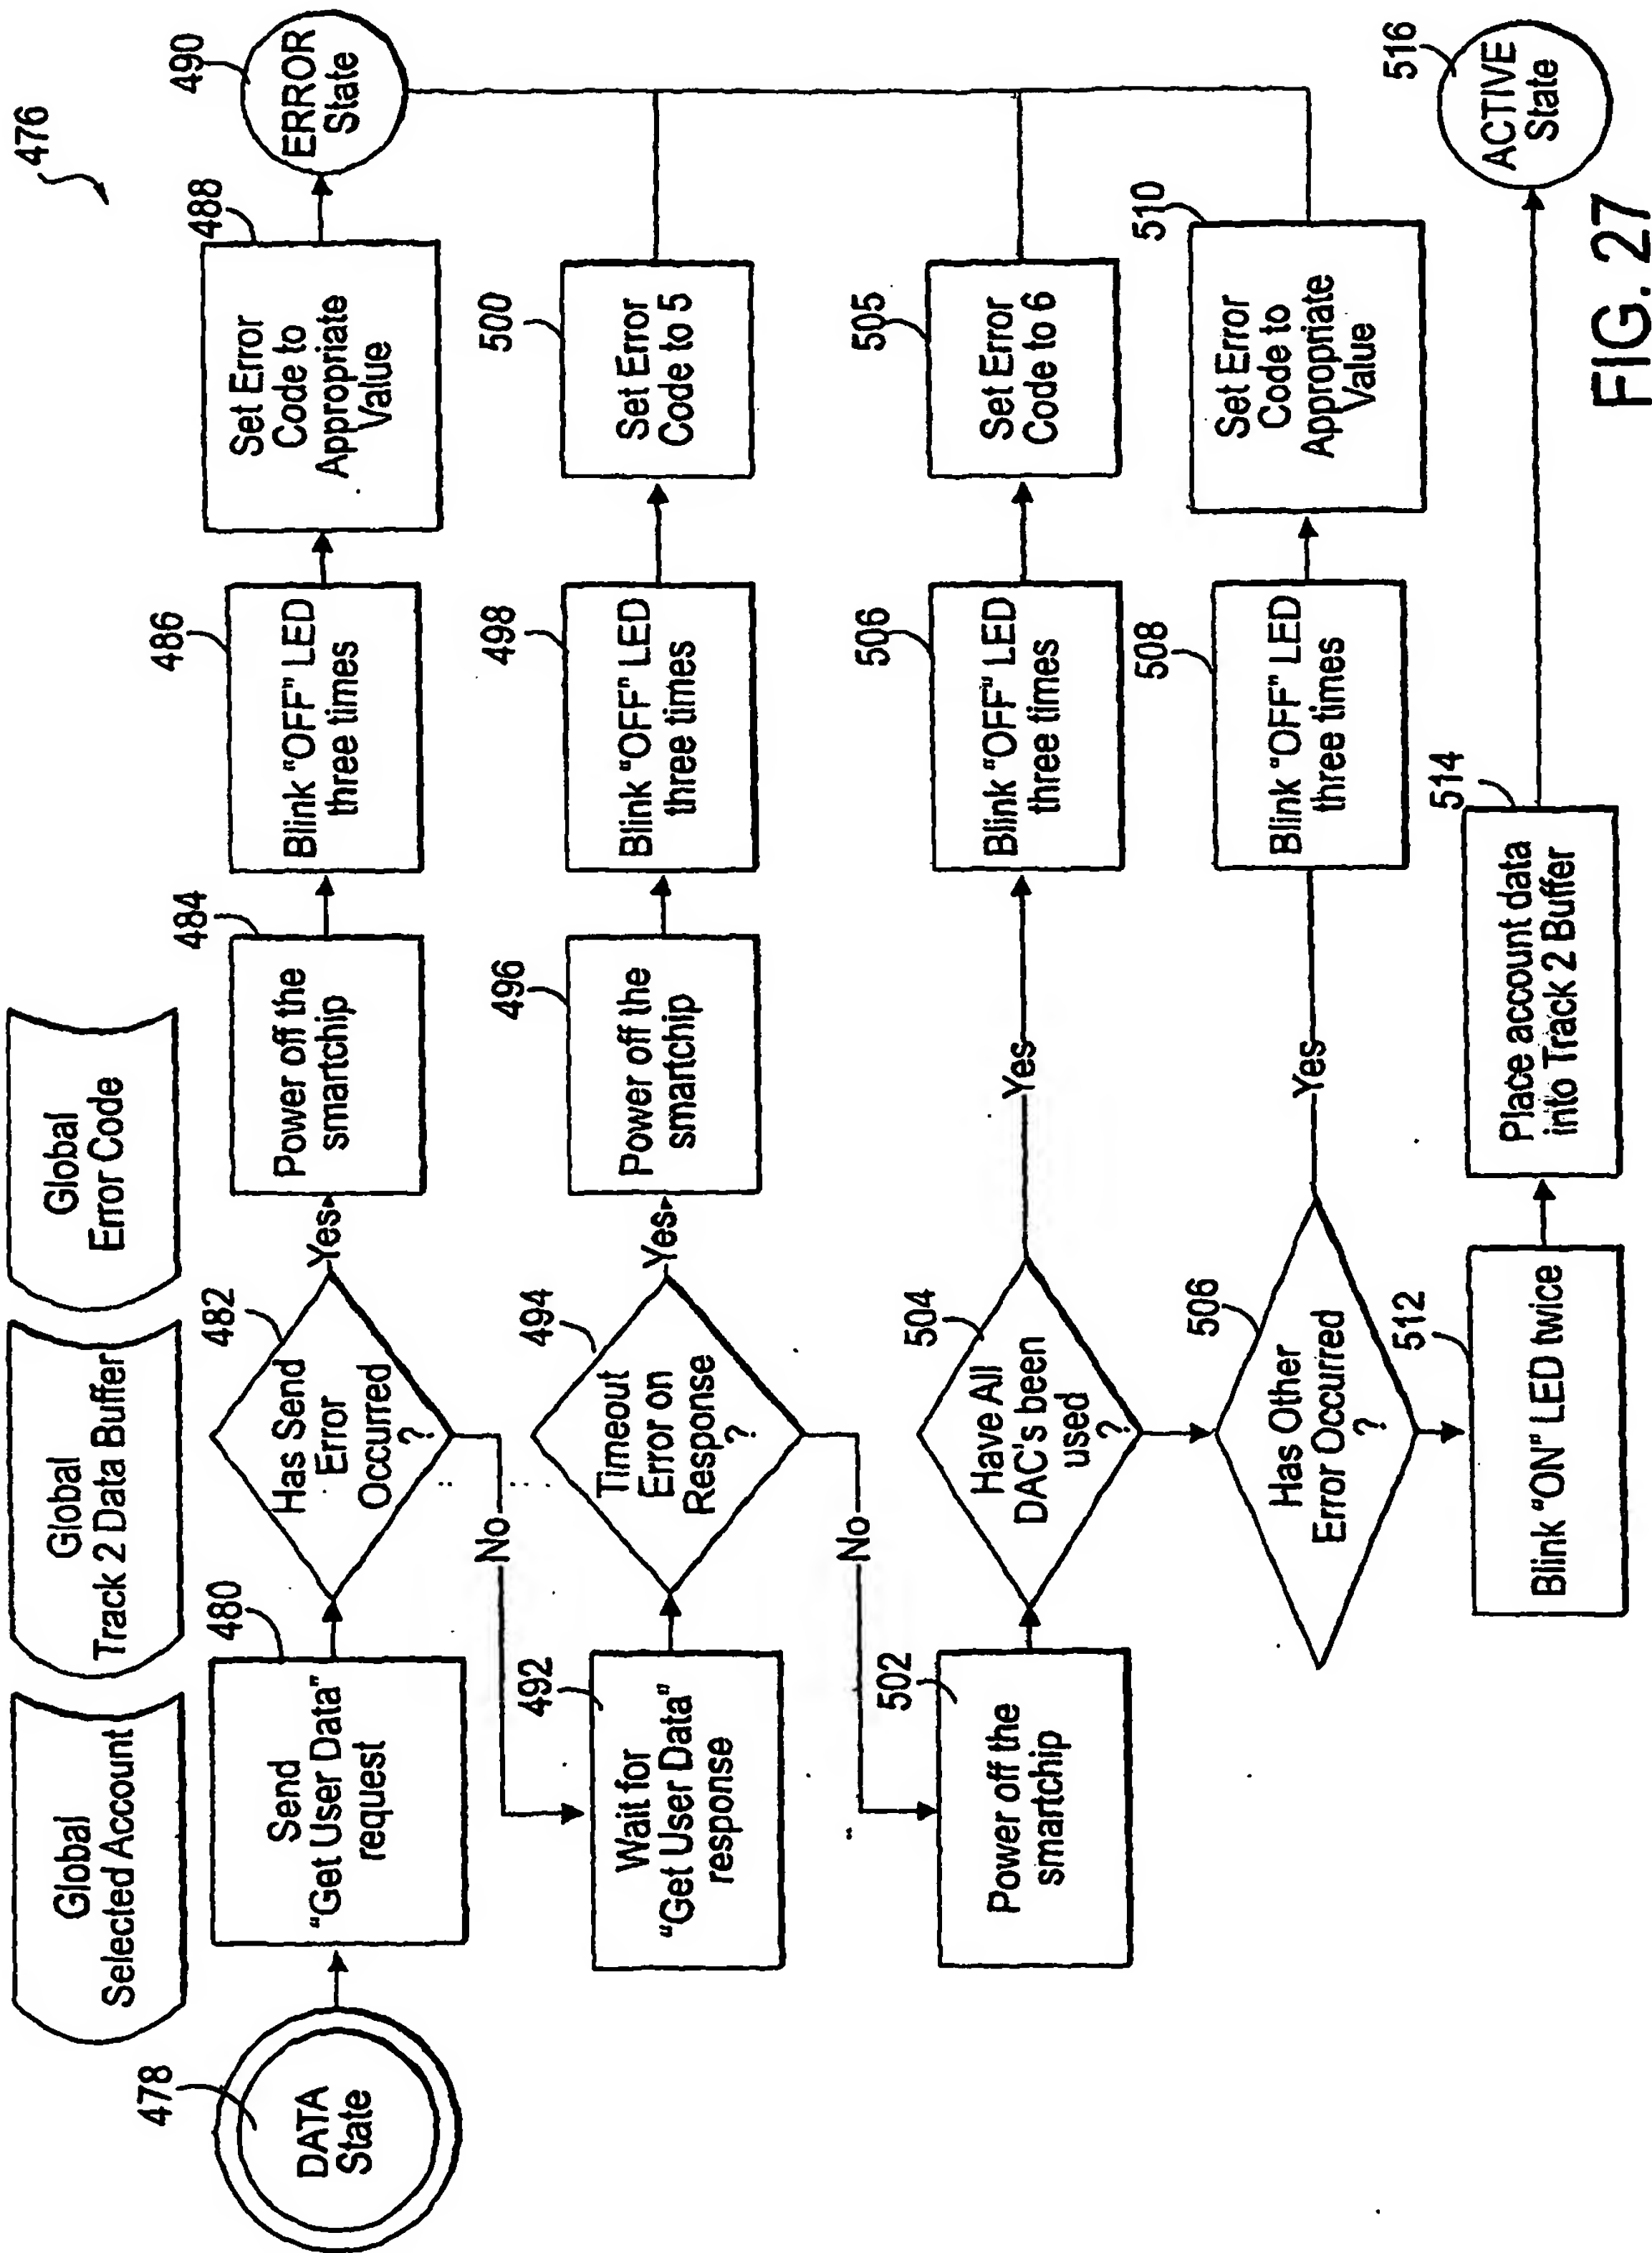 476
Global
Selected Account
Global
Track 2 Data Buffer
Global
Error Code
478
DATA
State
480
Send
"Get User Data"
request
482
Has Send
Error
Occurred
?
Yes
484
Power off the
smartchip
486
Blink "OFF" LED
three times
488
Set Error
Code to
Appropriate
Value
490
ERROR
State
No
492
Wait for
"Get User Data"
response
494
Timeout
Error on
Response
?
Yes
496
Power off the
smartchip
498
Blink "OFF" LED
three times
500
Set Error
Code to 5
No
502
Power off the
smartchip
504
Have All
DAC's been
used
?
Yes
506
Blink "OFF" LED
three times
505
Set Error
Code to 6
506
Has Other
Error Occurred
?
Yes
508
Blink "OFF" LED
three times
510
Set Error
Code to
Appropriate
Value
512
Blink "ON" LED twice
514
Place account data
into Track 2 Buffer
516
ACTIVE
State
FIG. 27